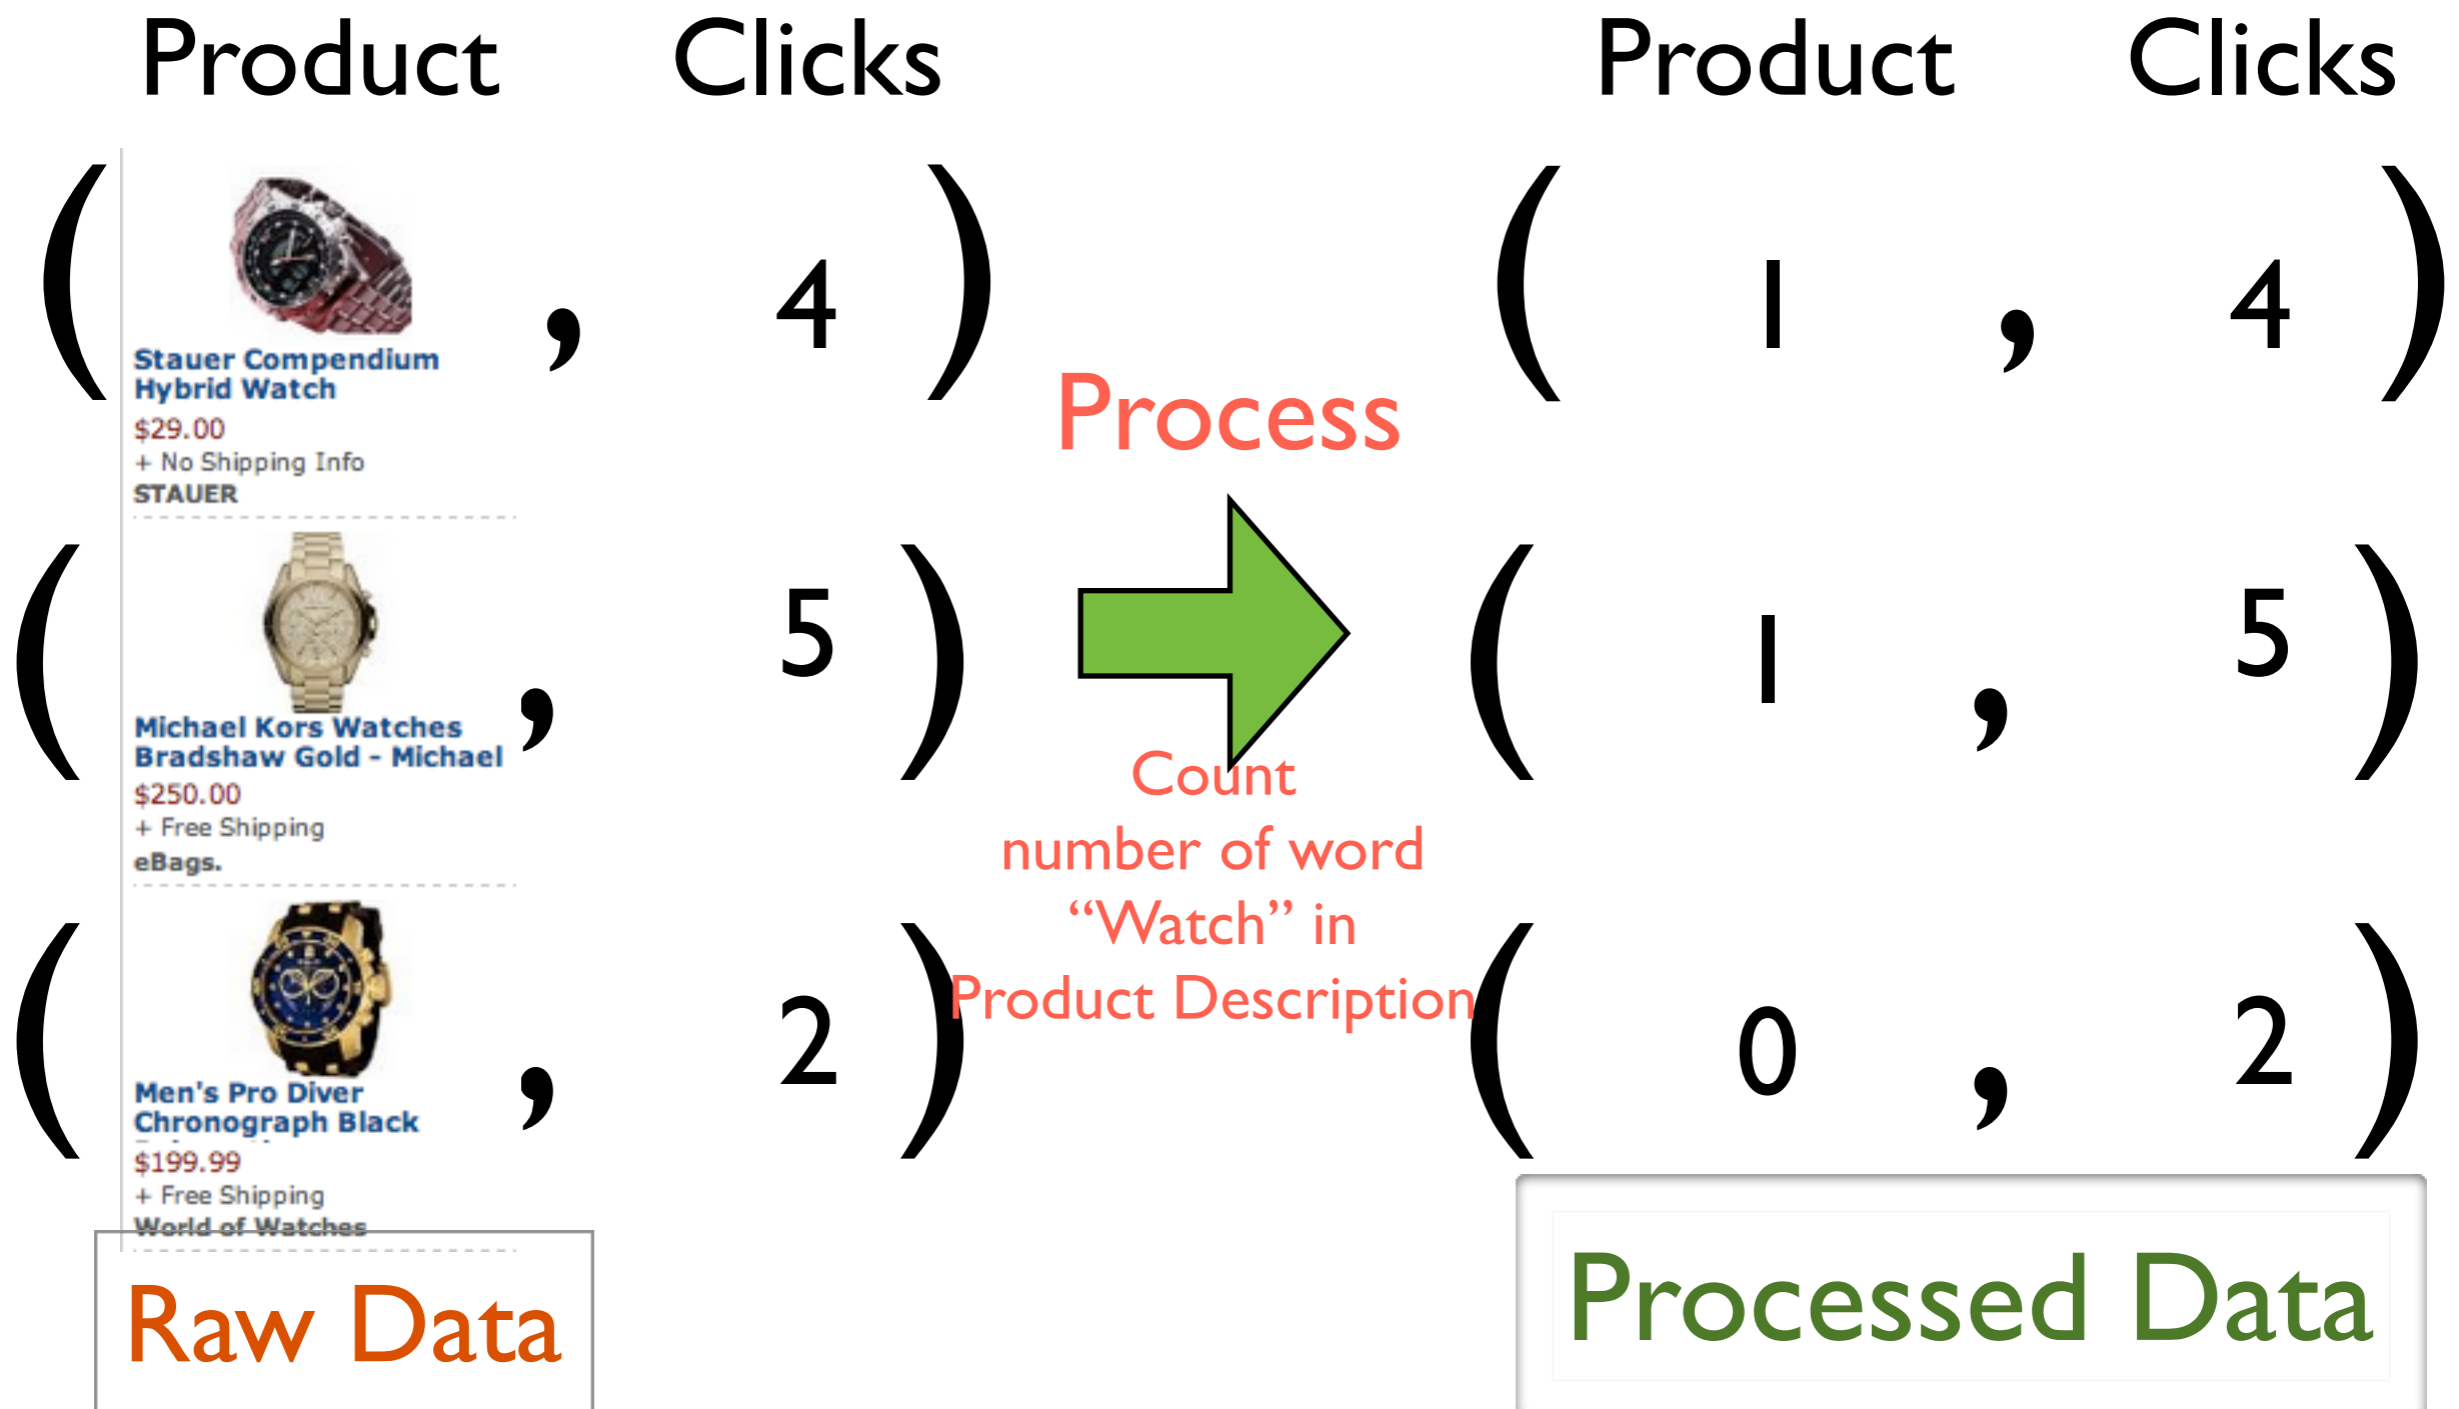 Product Clicks Product Clicks
( , 4 ) ( 1 , 4 )
Stauer Compendium
Hybrid Watch
$29.00
+ No Shipping Info
STAUER
Process
( , 5 ) ( 1 , 5 )
Michael Kors Watches
Bradshaw Gold - Michael
$250.00
+ Free Shipping
eBags.
Count
number of word
“Watch” in
Product Description
( , 2 ) ( 0 , 2 )
Men's Pro Diver
Chronograph Black
$199.99
+ Free Shipping
World of Watches
Raw Data
Processed Data